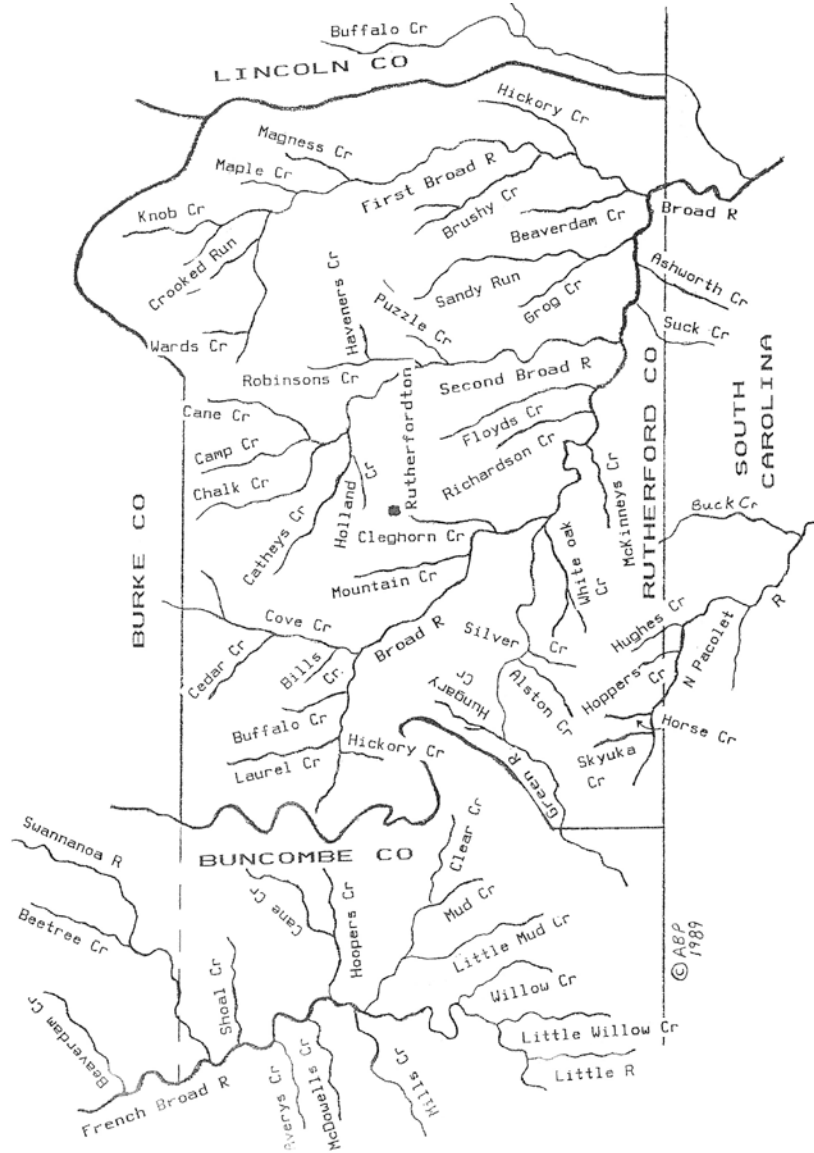 Buffalo Cr
LINCOLN CO
Hickory Cr
Magness Cr
Maple Cr
First Broad R
Knob Cr
Brushy Cr
Beaverdam Cr
Broad R
Crooked Run
Sandy Run
Grog Cr
Ashworth Cr
Haveners Cr
Puzzle Cr
Suck Cr
Wards Cr
Robinsons Cr
Second Broad R
Cane Cr
Rutherfordton
Floyds Cr
Camp Cr
Richardson Cr
Chalk Cr
Holland Cr
Catheys Cr
McKinneys Cr
RUTHERFORD CO
SOUTH
CAROLINA
Buck Cr
Cleghorn Cr
White oak
Cr
BURKE CO
Mountain Cr
Cove Cr
Broad R
Silver Cr
Hughes Cr
N Pacolet R
Cedar Cr
Bills
Cr.
Hungary
Cr
Alston Cr
Hoppers
Cr
Buffalo Cr
Hickory Cr
Horse Cr
Laurel Cr
Green R
Skyuka
Cr
BUNCOMBE CO
Clear Cr
Swannanoa R
Cane Cr
Hoopers Cr
Mud Cr
Beetree Cr
Little Mud Cr
© ABP
1989
Shoal Cr
Willow Cr
Beaverdam Cr
Little Willow Cr
Little R
French Broad R
Averys Cr
McDowells Cr
Mills Cr